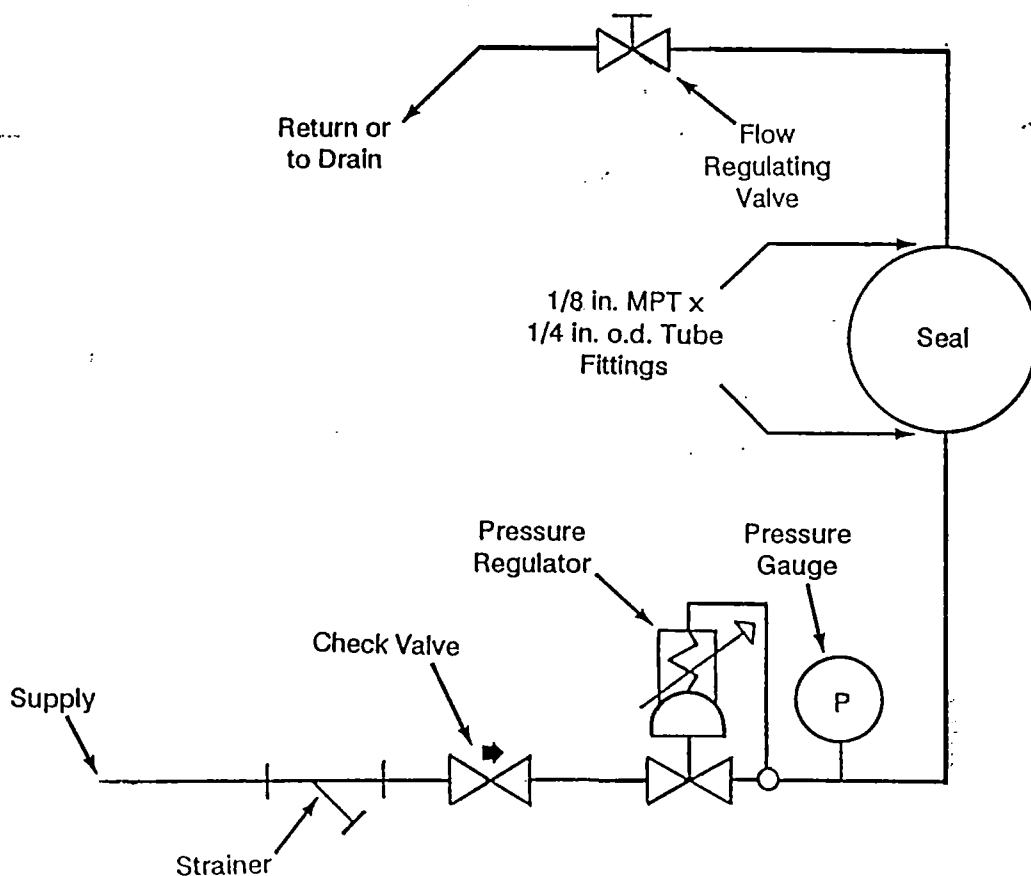 Return or
to Drain
Flow
Regulating
Valve
1/8 in. MPT x
1/4 in. o.d. Tube
Fittings
Seal
Pressure
Regulator
Pressure
Gauge
Check Valve
Supply
P
Strainer